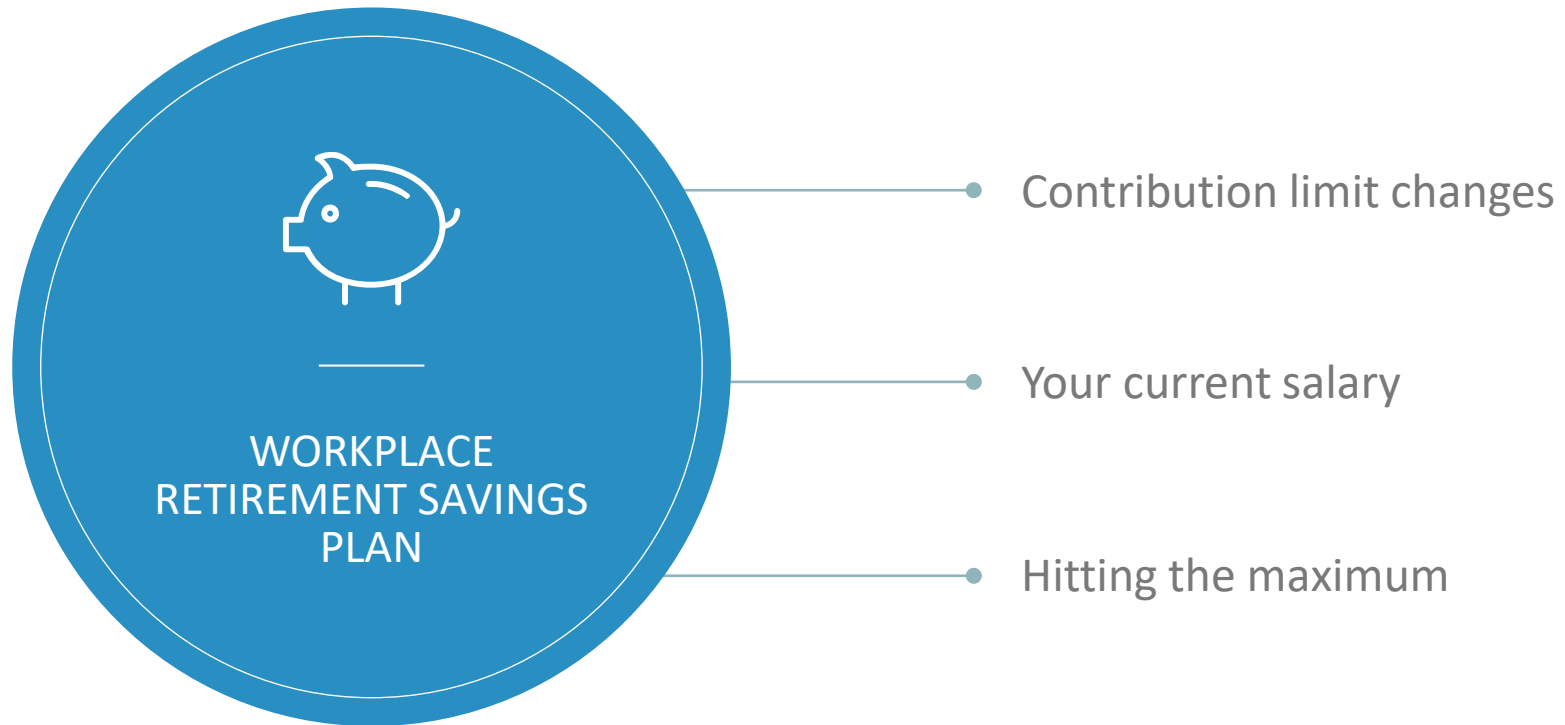 WORKPLACE
RETIREMENT SAVINGS
PLAN
Contribution limit changes
Your current salary
Hitting the maximum